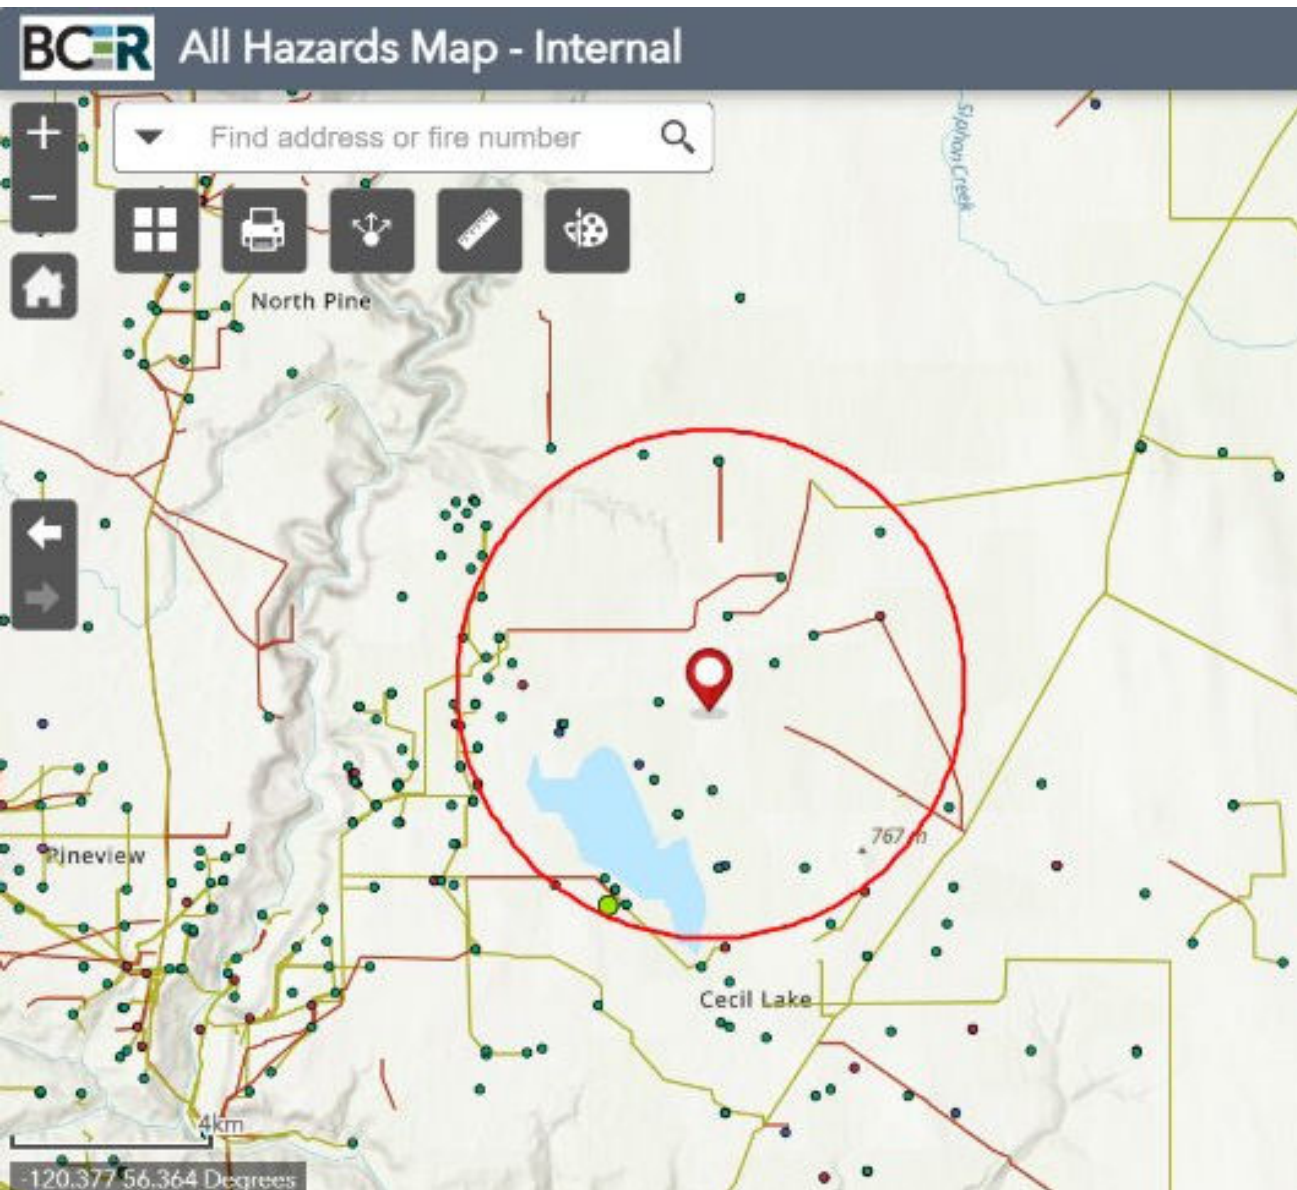 BCER All Hazards Map - Internal
Find address or fire number
Siphon Creek
North Pine
767 m
Pineview
Cecil Lake
4km
-120.377 56.364 Degrees